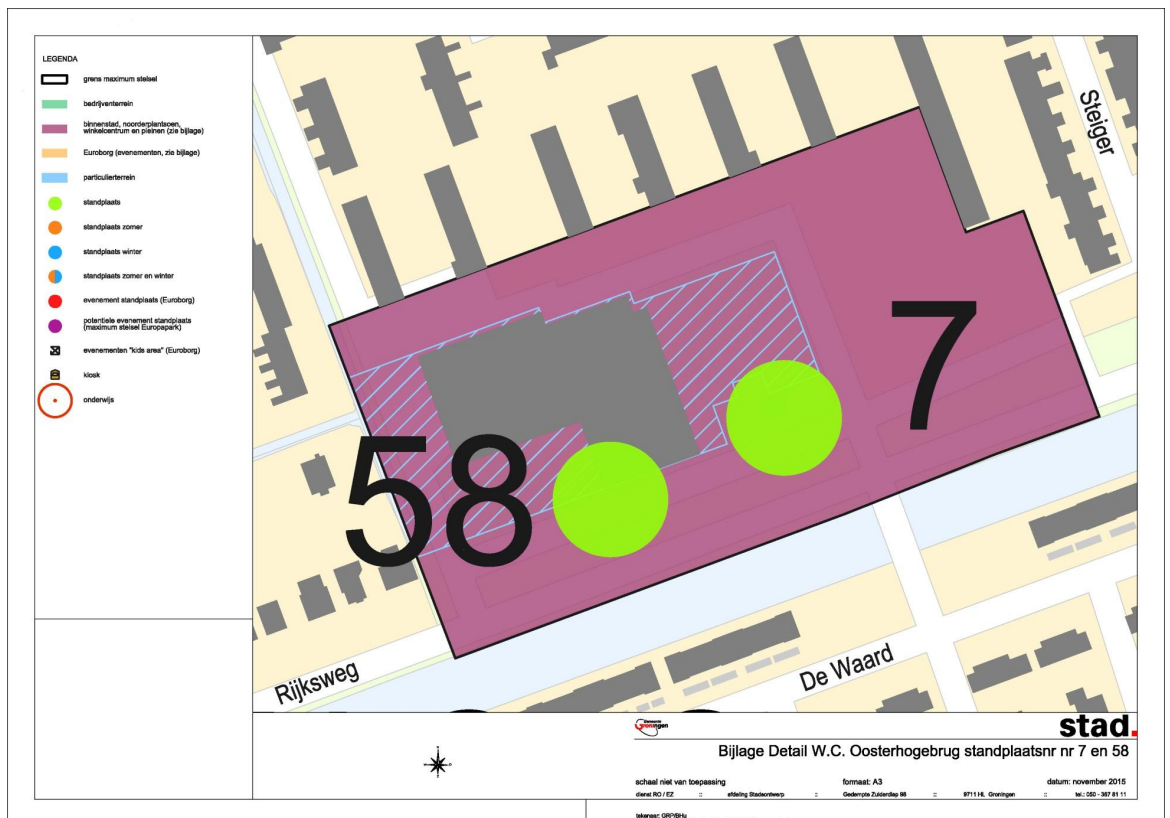 LEGENDA
grens maximum stelsel
bedrijventerrein
binnenstad, noorderplantsoen,
winkelcentrum en pleinen (zie bijlage)
Euroborg (evenementen, zie bijlage)
particulierterrein
standplaats
standplaats zomer
standplaats winter
standplaats zomer en winter
evenement standplaats (Euroborg)
potentiele evenement standplaats
(maximum stelsel Europapark)
evenementen "kids area" (Euroborg)
kiosk
onderwijs
Steiger
7
58
Rijksweg
De Waard
Gemeente
Groningen
stad.
Bijlage Detail W.C. Oosterhogebrug standplaatsnr nr 7 en 58
schaal niet van toepassing formaat: A3 datum: november 2015
dienst RO / EZ :: afdeling Stadsontwerp :: Gedempte Zuiderdiep 98 :: 9711 HL Groningen :: tel.: 050 - 367 81 11
tekenaar: GRP/BHu